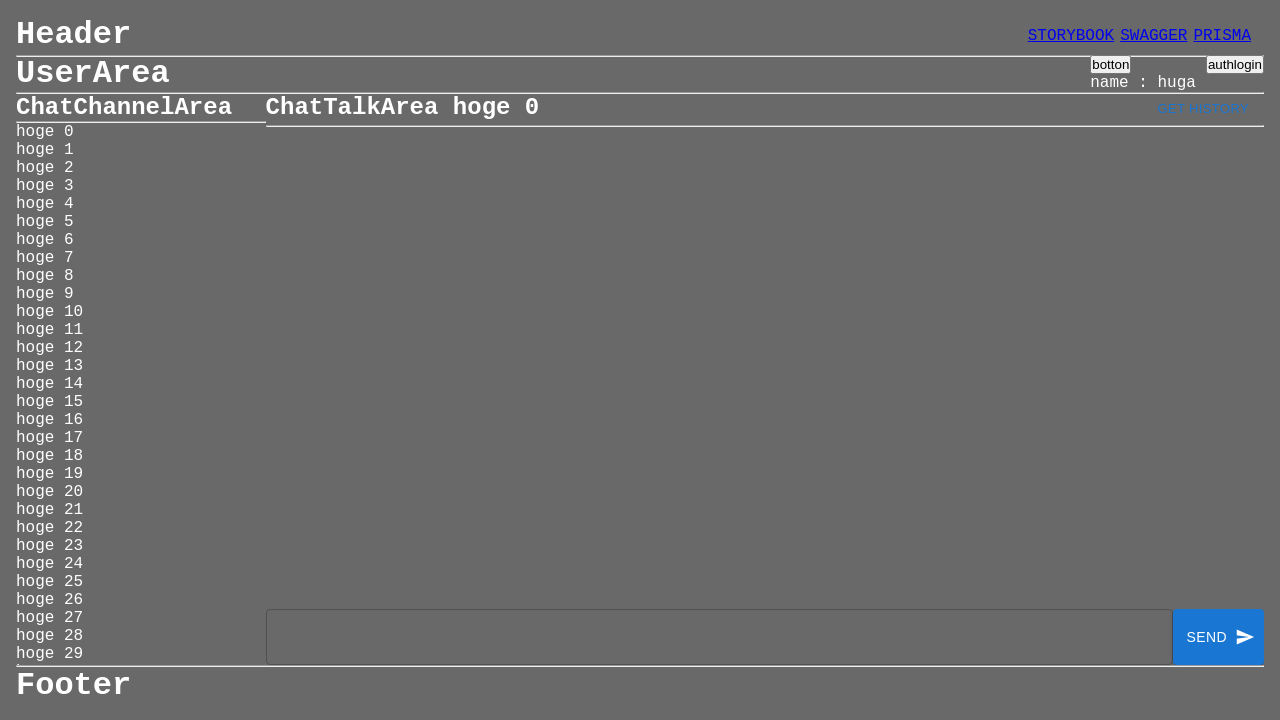 Header
STORYBOOK SWAGGER PRISMA
UserArea
botton authlogin
name : huga
ChatChannelArea
ChatTalkArea hoge 0
GET HISTORY
hoge 0
hoge 1
hoge 2
hoge 3
hoge 4
hoge 5
hoge 6
hoge 7
hoge 8
hoge 9
hoge 10
hoge 11
hoge 12
hoge 13
hoge 14
hoge 15
hoge 16
hoge 17
hoge 18
hoge 19
hoge 20
hoge 21
hoge 22
hoge 23
hoge 24
hoge 25
hoge 26
hoge 27
hoge 28
hoge 29
SEND
Footer